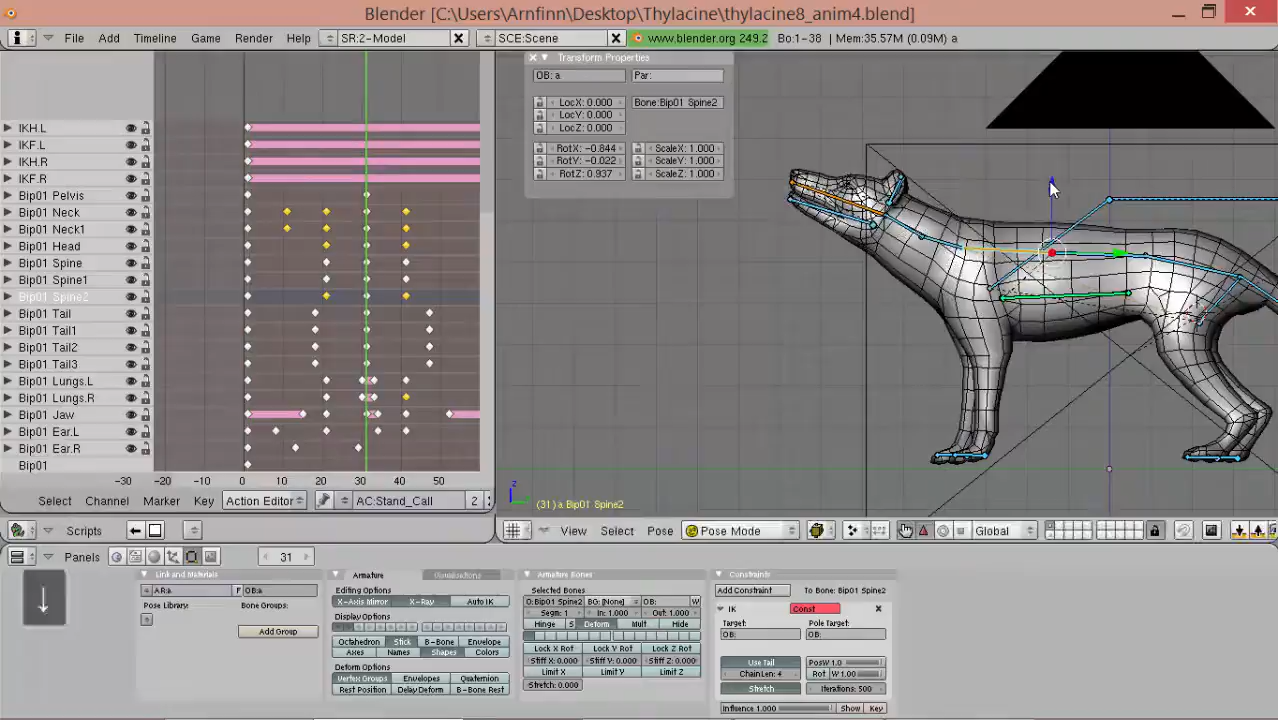 Blender [C:\Users\Arnfinn\Desktop\Thylacine\thylacine8_anim4.blend]
File Add Timeline Game Render Help SR:2-Model SCE:Scene www.blender.org 249.2 Bo:1-38 | Mem:35.57M (0.09M) a
Transform Properties
OB: a Par:
LocX: 0.000 Bone:Bip01 Spine2
LocY: 0.000
LocZ: 0.000
RotX: -0.844 ScaleX: 1.000
RotY: -0.022 ScaleY: 1.000
RotZ: 0.937 ScaleZ: 1.000
IKH.L
IKF.L
IKH.R
IKF.R
Bip01 Pelvis
Bip01 Neck
Bip01 Neck1
Bip01 Head
Bip01 Spine
Bip01 Spine1
Bip01 Spine2
Bip01 Tail
Bip01 Tail1
Bip01 Tail2
Bip01 Tail3
Bip01 Lungs.L
Bip01 Lungs.R
Bip01 Jaw
Bip01 Ear.L
Bip01 Ear.R
Bip01
-30 -20 -10 0 10 20 30 40 50
Select Channel Marker Key Action Editor AC:Stand_Call 2
z
(31) a Bip01 Spine2
Scripts
View Select Pose Pose Mode Global
Panels 31
Link and Materials
AR:a F OB:a
Pose Library: Bone Groups:
Add Group
Armature Visualisations
Editing Options
X-Axis Mirror X-Ray Auto IK
Display Options
Octahedron Stick B-Bone Envelope
Axes Names Shapes Colors
Deform Options
Vertex Groups Envelopes Quaternion
Rest Position Delay Deform B-Bone Rest
Armature Bones
Selected Bones
O:Bip01 Spine2 BG: [None] OB: W
Segm: 1 In: 1.000 Out: 1.000
Hinge S Deform Mult Hide
Lock X Rot Lock Y Rot Lock Z Rot
Stiff X: 0.000 Stiff Y: 0.000 Stiff Z: 0.000
Limit X Limit Y Limit Z
Stretch: 0.000
Constraints
Add Constraint To Bone: Bip01 Spine2
IK Const
Target: Pole Target:
OB: OB:
Use Tail PosW 1.0
ChainLen: 4 Rot W 1.00
Stretch Iterations: 500
Influence 1.000 Show Key